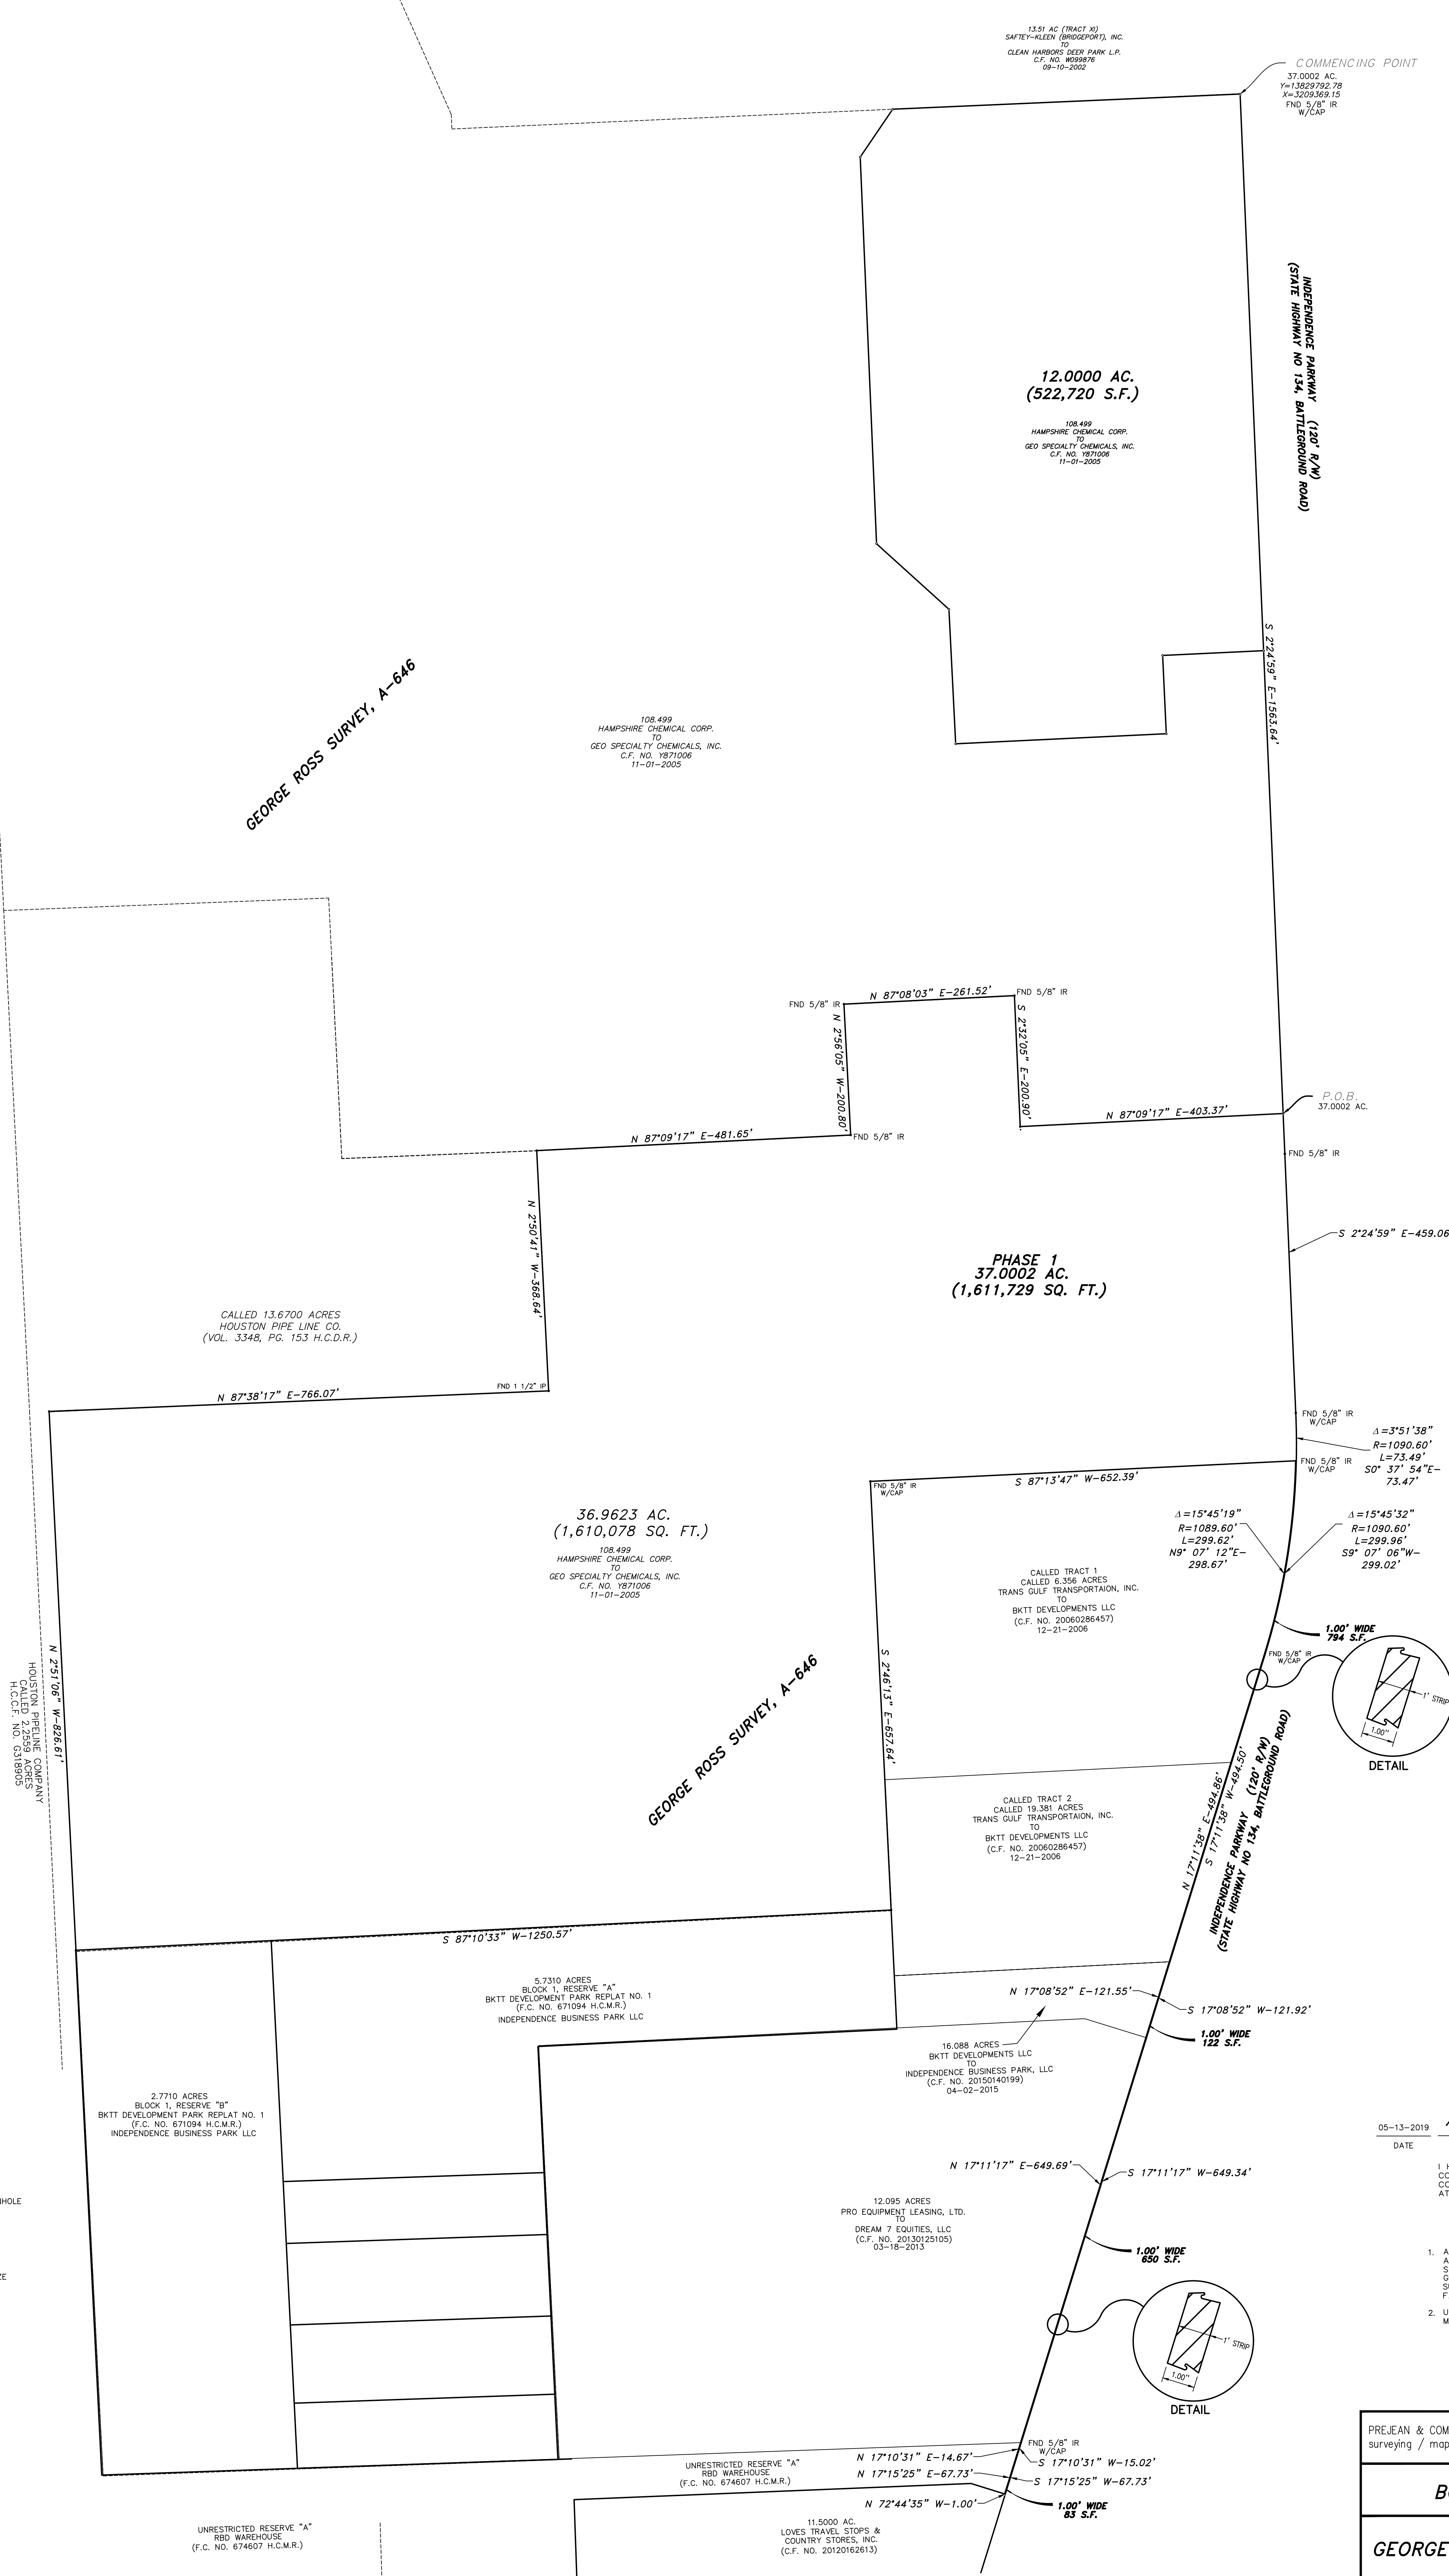 13.51 AC (TRACT XI)
SAFTEY-KLEEN (BRIDGEPORT), INC.
TO
CLEAN HARBORS DEER PARK L.P.
C.F. NO. W099876
09-10-2002
COMMENCING POINT
37.0002 AC.
Y=13829792.78
X=3209369.15
FND 5/8" IR
W/CAP
INDEPENDENCE PARKWAY (120' R/W)
(STATE HIGHWAY NO 134, BATTLEGROUND ROAD)
12.0000 AC.
(522,720 S.F.)
108.499
HAMPSHIRE CHEMICAL CORP.
TO
GEO SPECIALTY CHEMICALS, INC.
C.F. NO. Y871006
11-01-2005
S 2°24'59" E-1563.64'
GEORGE ROSS SURVEY, A-646
108.499
HAMPSHIRE CHEMICAL CORP.
TO
GEO SPECIALTY CHEMICALS, INC.
C.F. NO. Y871006
11-01-2005
N 87°08'03" E-261.52'
FND 5/8" IR
FND 5/8" IR
N 2°56'05" W-200.80'
S 2°32'05" E-200.90'
P.O.B.
37.0002 AC.
N 87°09'17" E-403.37'
N 87°09'17" E-481.65'
FND 5/8" IR
FND 5/8" IR
N 2°50'41" W-368.64'
S 2°24'59" E-459.06
PHASE 1
37.0002 AC.
(1,611,729 SQ. FT.)
CALLED 13.6700 ACRES
HOUSTON PIPE LINE CO.
(VOL. 3348, PG. 153 H.C.D.R.)
N 87°38'17" E-766.07'
FND 1 1/2" IP
FND 5/8" IR
W/CAP
Δ=3°51'38"
R=1090.60'
L=73.49'
S0° 37' 54"E-
73.47'
FND 5/8" IR
W/CAP
S 87°13'47" W-652.39'
FND 5/8" IR
W/CAP
36.9623 AC.
(1,610,078 SQ. FT.)
108.499
HAMPSHIRE CHEMICAL CORP.
TO
GEO SPECIALTY CHEMICALS, INC.
C.F. NO. Y871006
11-01-2005
Δ=15°45'19"
R=1089.60'
L=299.62'
N9° 07' 12"E-
298.67'
Δ=15°45'32"
R=1090.60'
L=299.96'
S9° 07' 06"W-
299.02'
CALLED TRACT 1
CALLED 6.356 ACRES
TRANS GULF TRANSPORTAION, INC.
TO
BKTT DEVELOPMENTS LLC
(C.F. NO. 20060286457)
12-21-2006
1.00' WIDE
794 S.F.
FND 5/8" IR
W/CAP
1' STRIP
1.00"
DETAIL
N 2°51'06" W-826.61'
HOUSTON PIPELINE COMPANY
CALLED 2.2559 ACRES
H.C.C.F. NO. G318905
GEORGE ROSS SURVEY, A-646
S 2°46'13" E-657.64'
N 17°11'38" E-494.86'
S 17°11'38" W-494.50'
INDEPENDENCE PARKWAY (120' R/W)
(STATE HIGHWAY NO 134, BATTLEGROUND ROAD)
CALLED TRACT 2
CALLED 19.381 ACRES
TRANS GULF TRANSPORTAION, INC.
TO
BKTT DEVELOPMENTS LLC
(C.F. NO. 20060286457)
12-21-2006
S 87°10'33" W-1250.57'
5.7310 ACRES
BLOCK 1, RESERVE "A"
BKTT DEVELOPMENT PARK REPLAT NO. 1
(F.C. NO. 671094 H.C.M.R.)
INDEPENDENCE BUSINESS PARK LLC
N 17°08'52" E-121.55'
S 17°08'52" W-121.92'
1.00' WIDE
122 S.F.
16.088 ACRES
BKTT DEVELOPMENTS LLC
TO
INDEPENDENCE BUSINESS PARK, LLC
(C.F. NO. 20150140199)
04-02-2015
2.7710 ACRES
BLOCK 1, RESERVE "B"
BKTT DEVELOPMENT PARK REPLAT NO. 1
(F.C. NO. 671094 H.C.M.R.)
INDEPENDENCE BUSINESS PARK LLC
05-13-2019
DATE
N 17°11'17" E-649.69'
S 17°11'17" W-649.34'
12.095 ACRES
PRO EQUIPMENT LEASING, LTD.
TO
DREAM 7 EQUITIES, LLC
(C.F. NO. 20130125105)
03-18-2013
1.00' WIDE
650 S.F.
1' STRIP
1.00"
DETAIL
1.
2.
PREJEAN & COM
surveying / map
FND 5/8" IR
W/CAP
N 17°10'31" E-14.67'
S 17°10'31" W-15.02'
N 17°15'25" E-67.73'
S 17°15'25" W-67.73'
N 72°44'35" W-1.00'
1.00' WIDE
83 S.F.
UNRESTRICTED RESERVE "A"
RBD WAREHOUSE
(F.C. NO. 674607 H.C.M.R.)
11.5000 AC.
LOVES TRAVEL STOPS &
COUNTRY STORES, INC.
(C.F. NO. 20120162613)
UNRESTRICTED RESERVE "A"
RBD WAREHOUSE
(F.C. NO. 674607 H.C.M.R.)
GEORGE